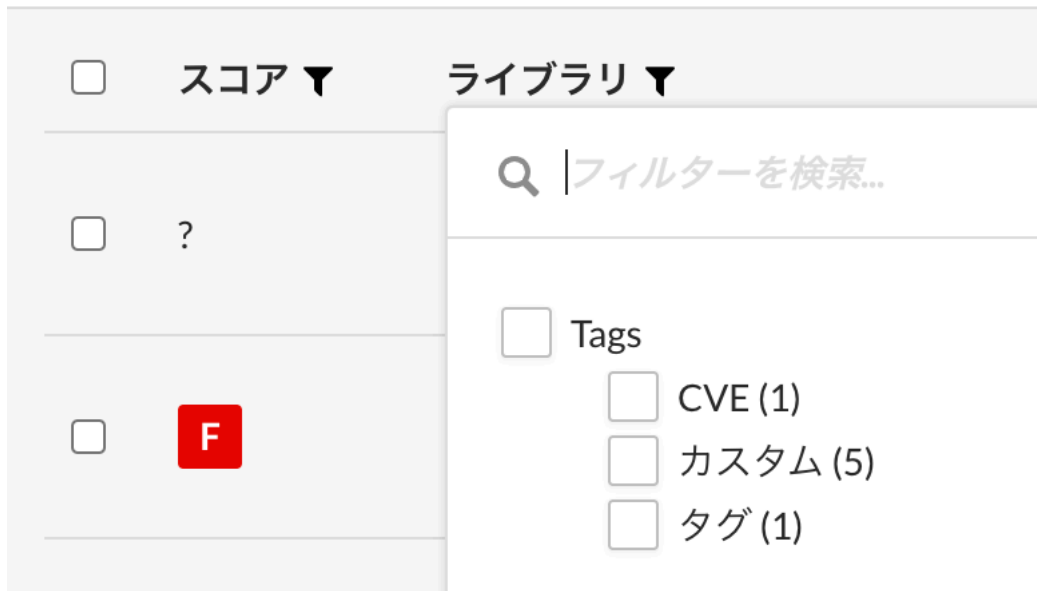 スコア ライブラリ
フィルターを検索...
?
Tags
CVE (1)
F
カスタム (5)
タグ (1)